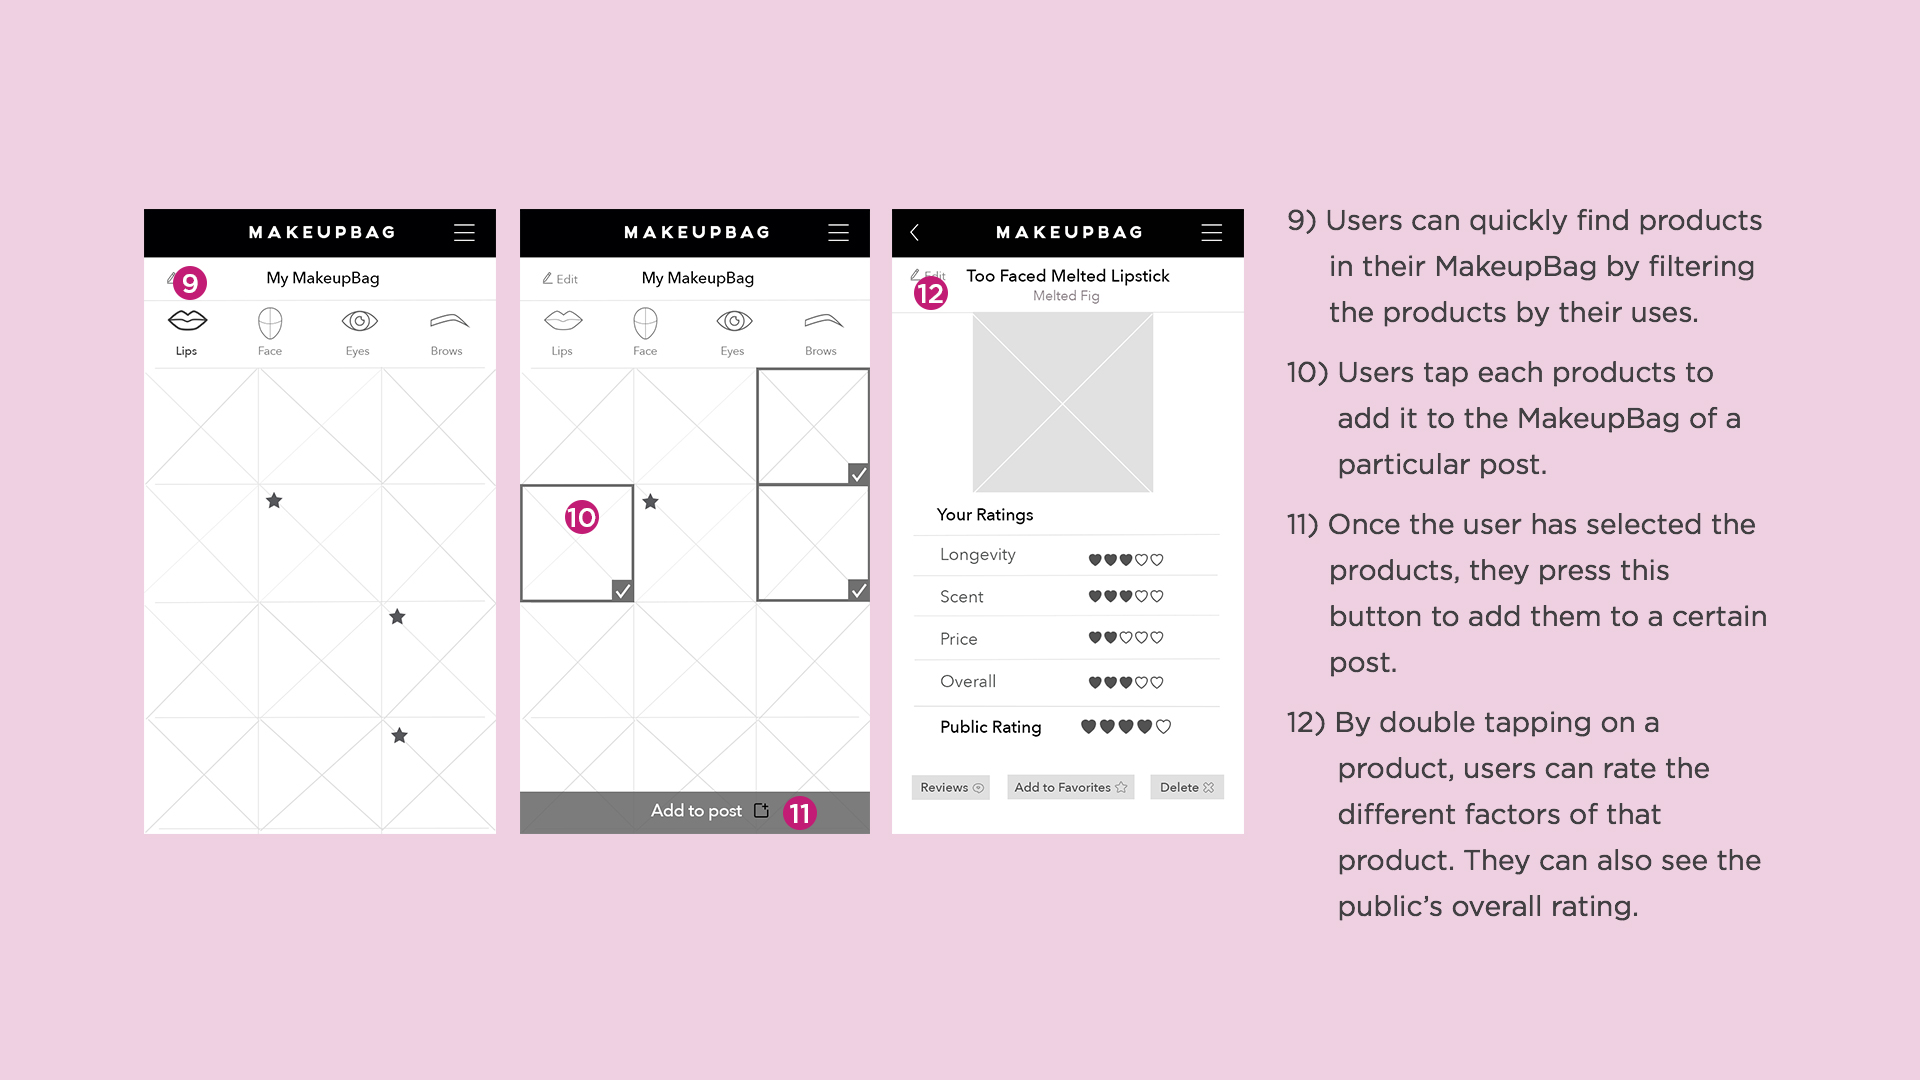 MAKEUPBAG
9
My MakeupBag
Lips Face Eyes Brows
MAKEUPBAG
Edit
My MakeupBag
Lips Face Eyes Brows
10
Add to post
11
MAKEUPBAG
Edit
12
Too Faced Melted Lipstick
Melted Fig
Your Ratings
Longevity
Scent
Price
Overall
Public Rating
Reviews Add to Favorites Delete
9) Users can quickly find products
in their MakeupBag by filtering
the products by their uses.
10) Users tap each products to
add it to the MakeupBag of a
particular post.
11) Once the user has selected the
products, they press this
button to add them to a certain
post.
12) By double tapping on a
product, users can rate the
different factors of that
product. They can also see the
public’s overall rating.